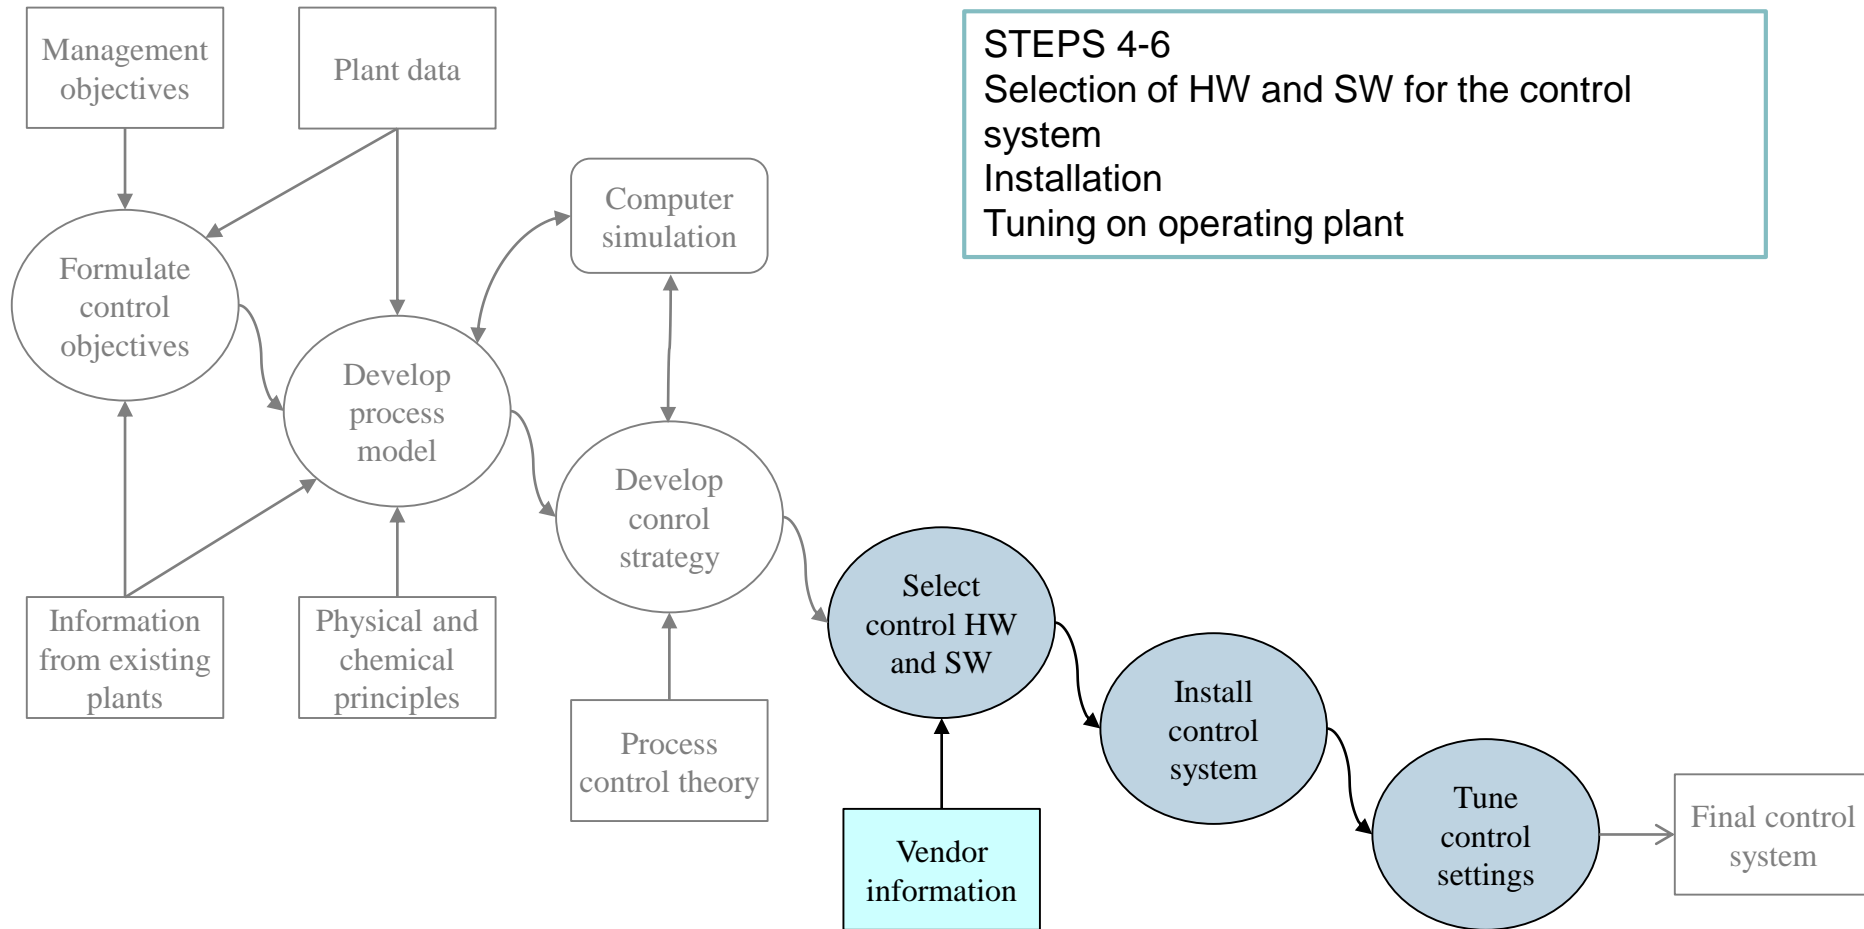 Management
objectives
Plant data
STEPS 4-6
Selection of HW and SW for the control
system
Installation
Tuning on operating plant
Computer
simulation
Formulate
control
objectives
Develop
process
model
Develop
conrol
strategy
Select
control HW
and SW
Information
from existing
plants
Physical and
chemical
principles
Install
control
system
Process
control theory
Tune
control
settings
Final control
system
Vendor
information